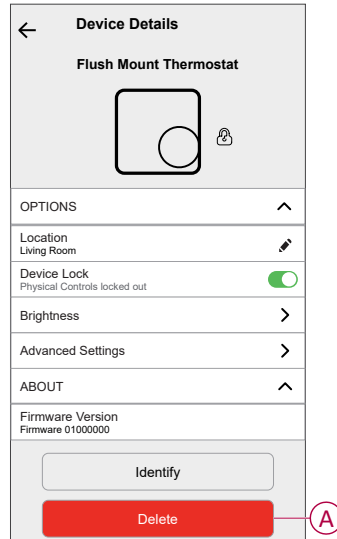 Device Details
Flush Mount Thermostat
OPTIONS
Location
Living Room
Device Lock
Physical Controls locked out
Brightness
Advanced Settings
ABOUT
Firmware Version
Firmware 01000000
Identify
Delete
A